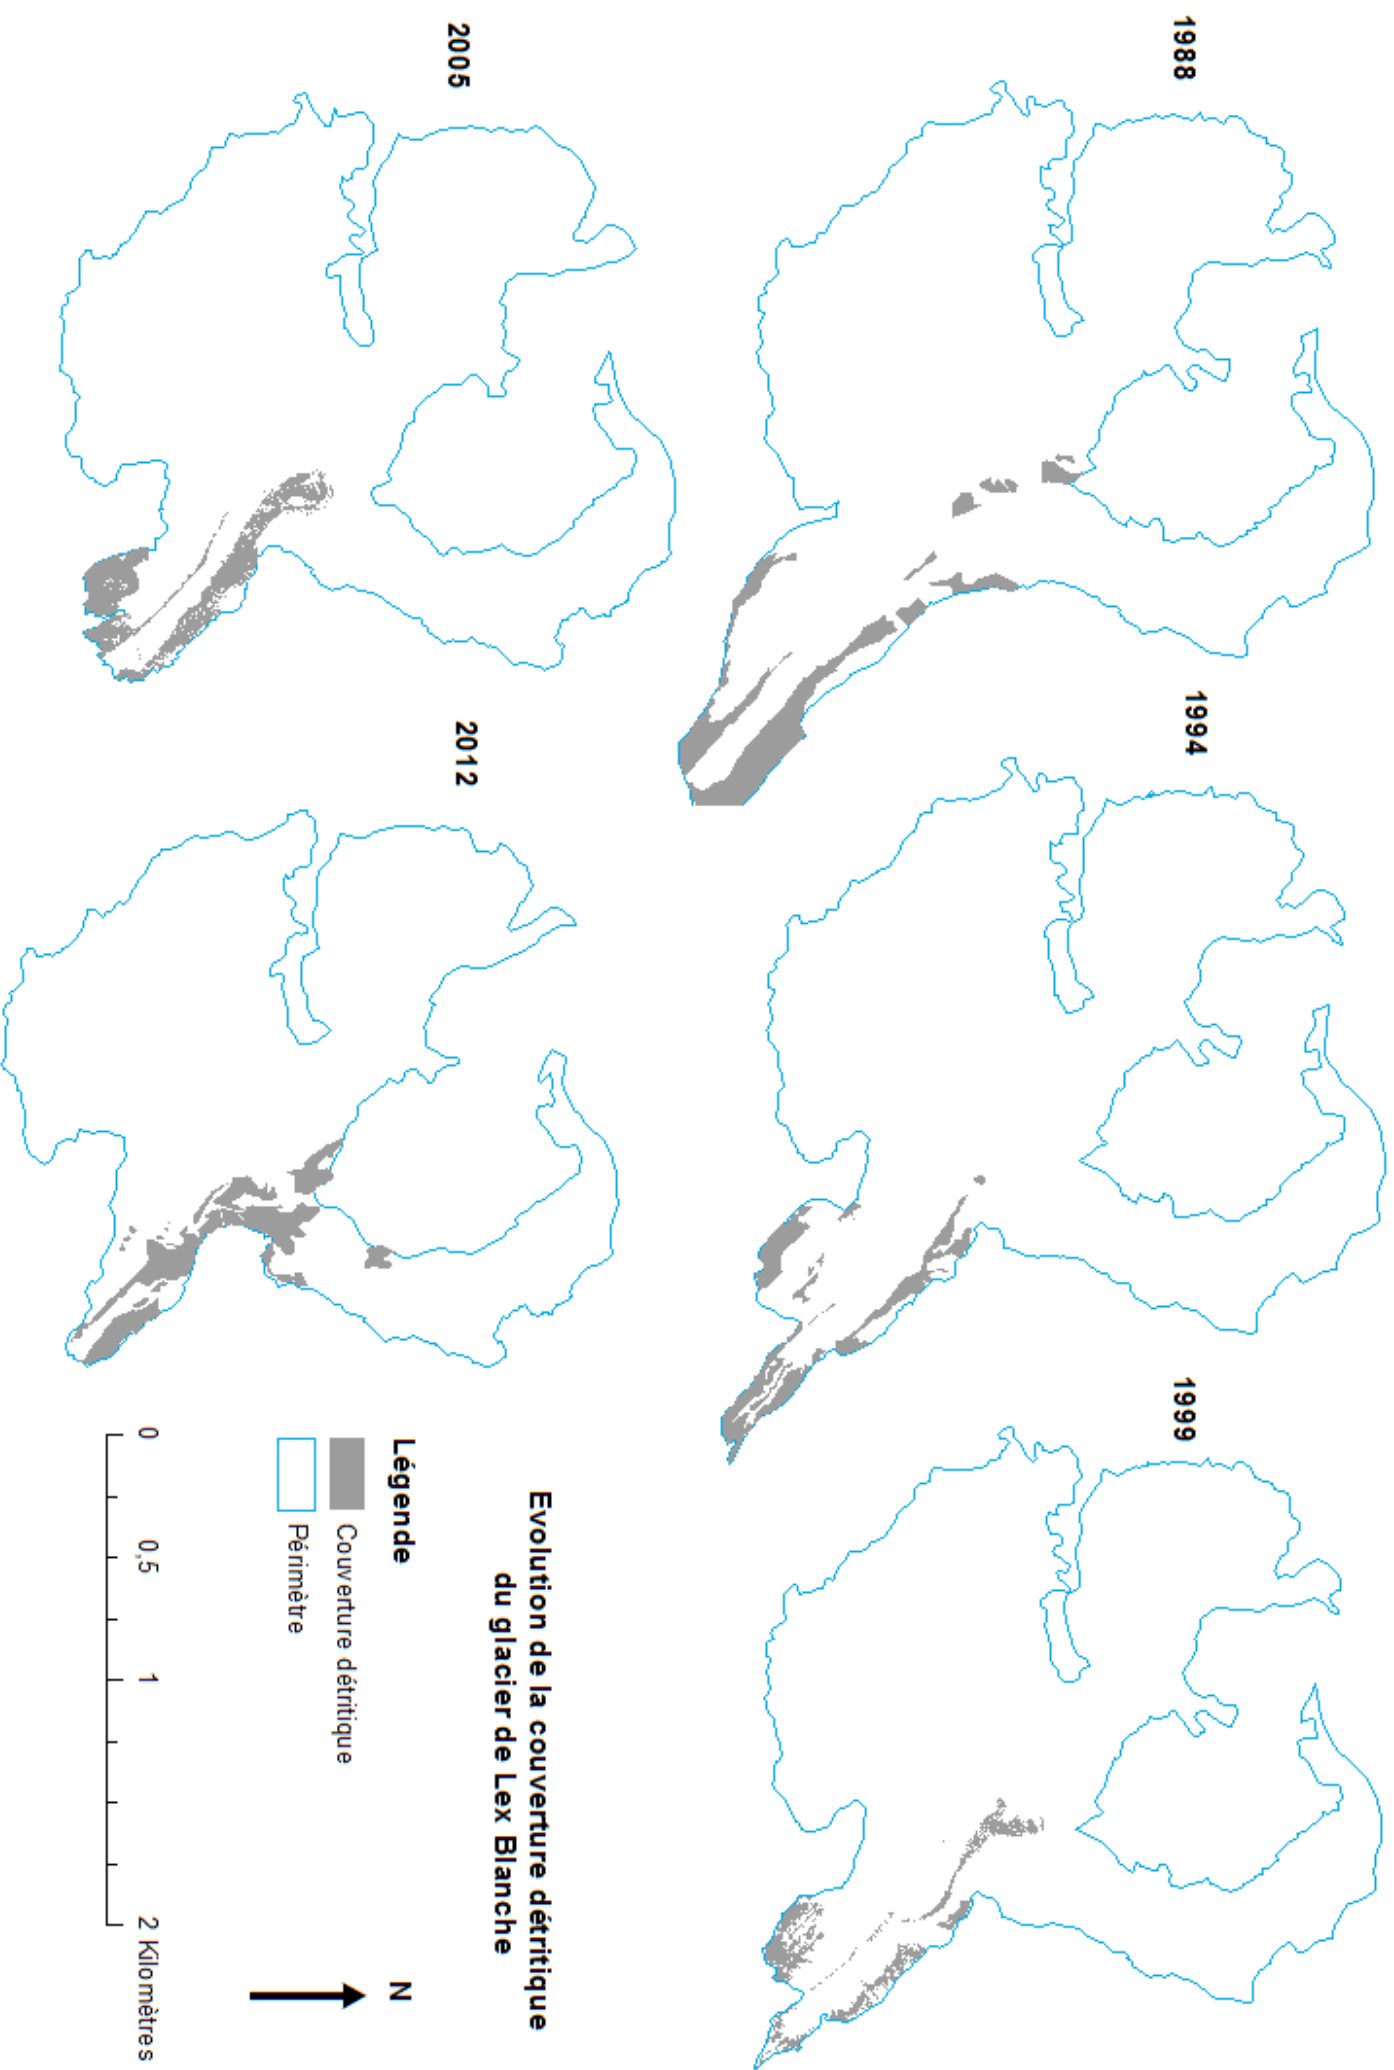 1988
1994
1999
2005
2012
Evolution de la couverture détritique
du glacier de Lex Blanche
Légende
Couverture détritique
Périmètre
0 0,5 1 2 Kilomètres
N